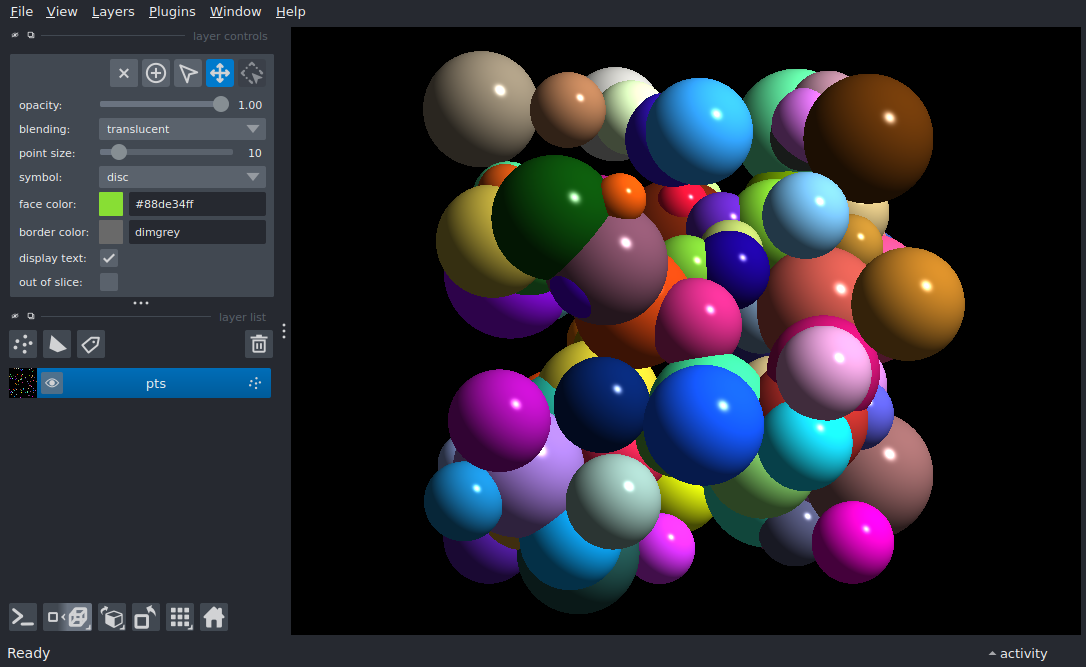 File View Layers Plugins Window Help
layer controls
opacity: 1.00
blending: translucent
point size: 10
symbol: disc
face color: #88de34ff
border color: dimgrey
display text:
out of slice:
layer list
pts
Ready
activity